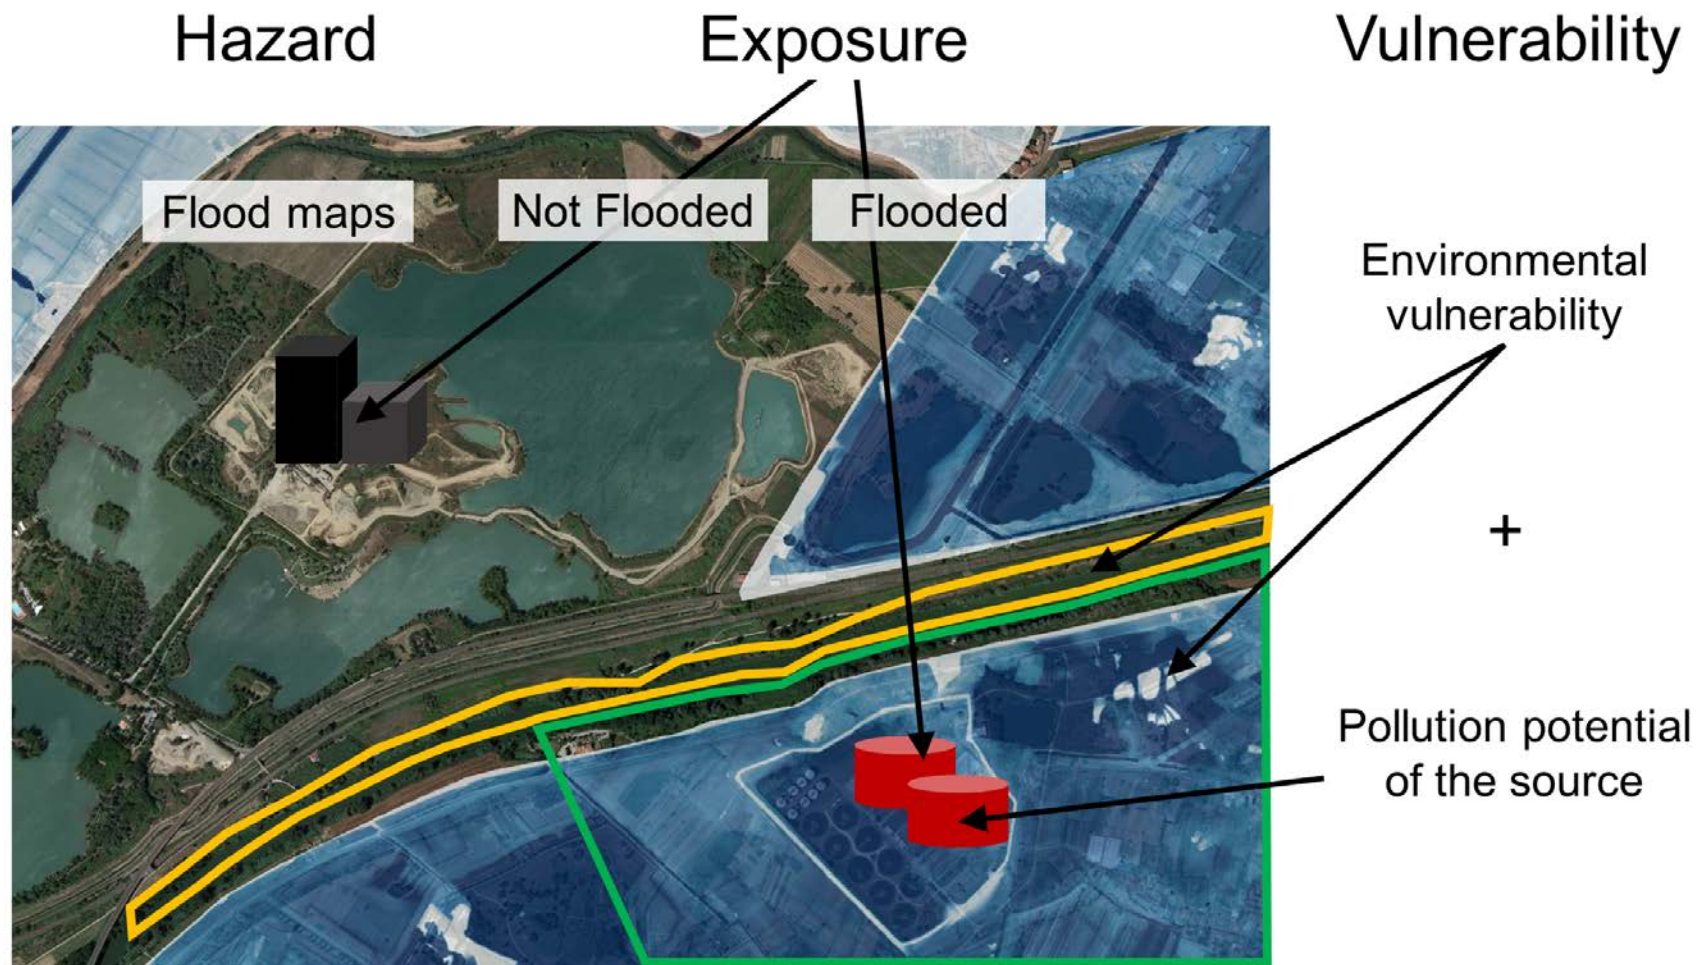 Hazard
Exposure
Vulnerability
Flood maps
Not Flooded
Flooded
Environmental
vulnerability
+
Pollution potential
of the source